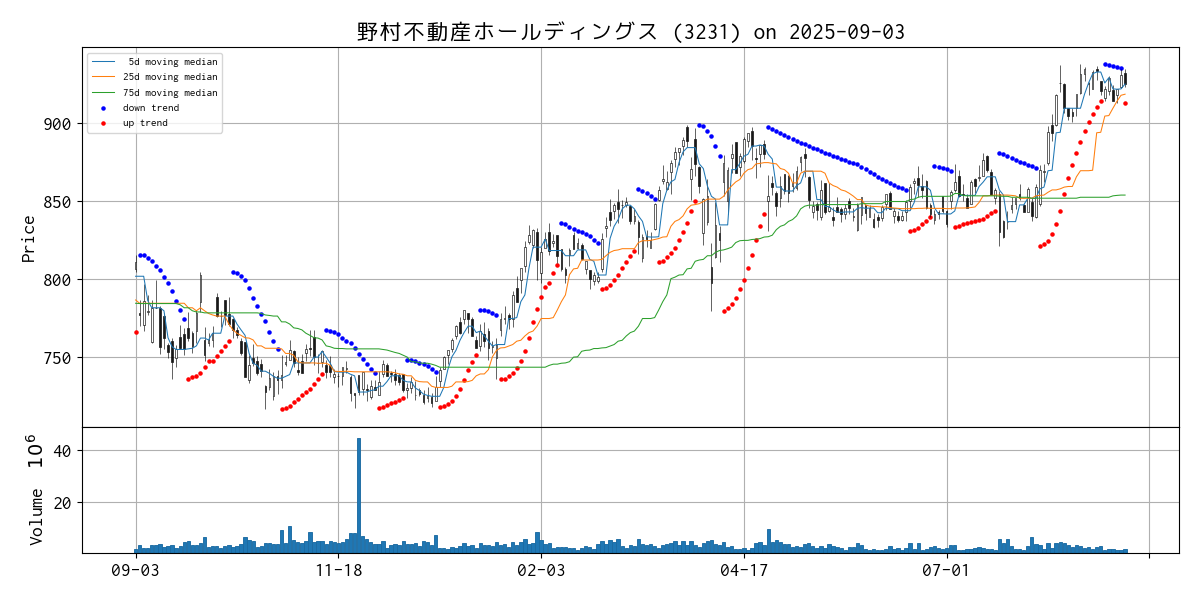 野村不動産ホールディングス (3231) on 2025-09-03
5d moving median
25d moving median
75d moving median
down trend
up trend
Price
900
850
800
750
Volume 10^6
40
20
09-03
11-18
02-03
04-17
07-01